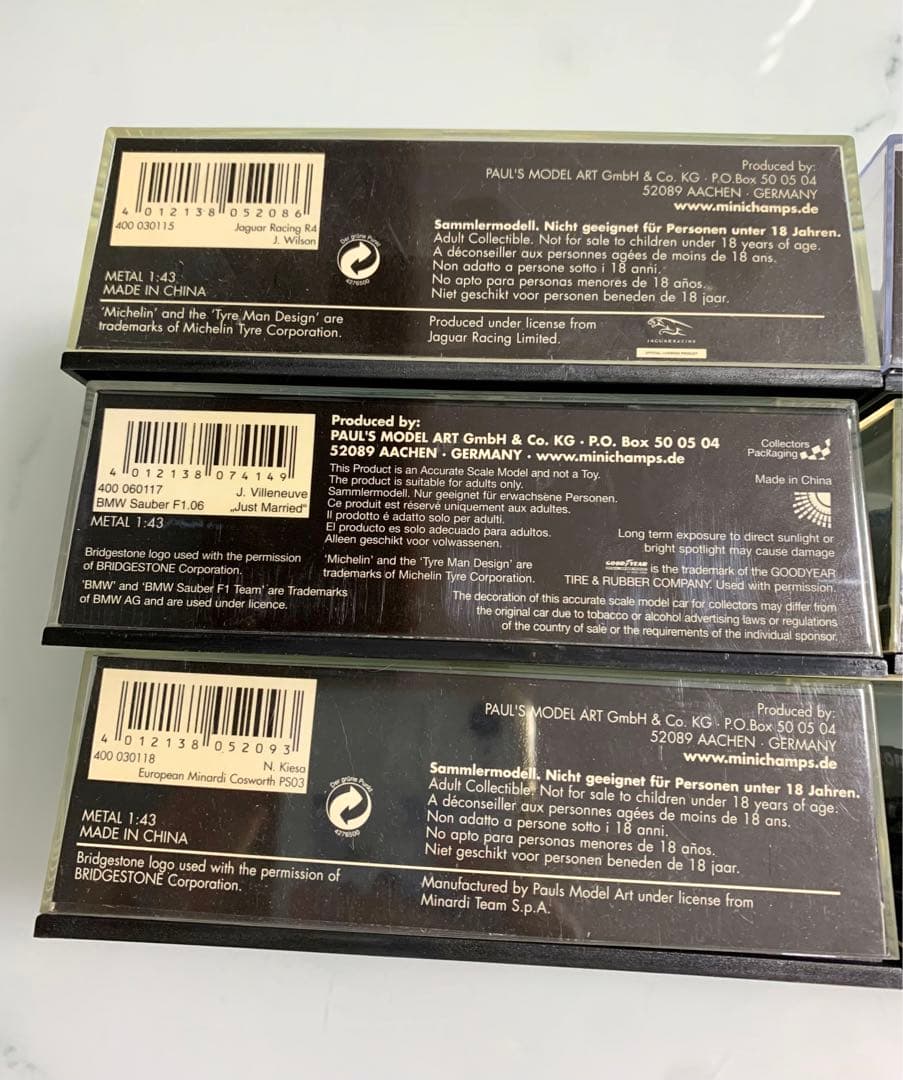 4 012138 052086
400 030115 Jaguar Racing R4
J. Wilson
Der grüne Punkt
4276500
METAL 1:43
MADE IN CHINA
'Michelin' and the 'Tyre Man Design' are
trademarks of Michelin Tyre Corporation.
Produced by:
PAUL'S MODEL ART GmbH & Co. KG · P.O.Box 50 05 04
52089 AACHEN · GERMANY
www.minichamps.de
Sammlermodell. Nicht geeignet für Personen unter 18 Jahren.
Adult Collectible. Not for sale to children under 18 years of age.
A déconseiller aux personnes agées de moins de 18 ans.
Non adatto a persone sotto i 18 anni.
No apto para personas menores de 18 años.
Niet geschikt voor personen beneden de 18 jaar.
Produced under license from
Jaguar Racing Limited.
JAGUAR RACING
4 012138 074149
400 060117 J. Villeneuve
BMW Sauber F1.06 „Just Married"
METAL 1:43
Bridgestone logo used with the permission
of BRIDGESTONE Corporation.
'BMW' and 'BMW Sauber F1 Team' are Trademarks
of BMW AG and are used under licence.
Produced by:
PAUL'S MODEL ART GmbH & Co. KG · P.O. Box 50 05 04
52089 AACHEN · GERMANY · www.minichamps.de
This Product is an Accurate Scale Model and not a Toy.
The product is suitable for adults only.
Sammlermodell. Nur geeignet für erwachsene Personen.
Ce produit est réservé uniquement aux adultes.
Il prodotto é adatto solo per adulti.
El producto es solo adecuado para adultos.
Alleen geschikt voor volwassenen.
'Michelin' and the 'Tyre Man Design' are
trademarks of Michelin Tyre Corporation.
Collectors
Packaging
Made in China
Long term exposure to direct sunlight or
bright spotlight may cause damage
GOODYEAR is the trademark of the GOODYEAR
TIRE & RUBBER COMPANY. Used with permission.
The decoration of this accurate scale model car for collectors may differ from
the original car due to tobacco or alcohol advertising laws or regulations
of the country of sale or the requirements of the individual sponsor.
4 012138 052093
400 030118 N. Kiesa
European Minardi Cosworth PS03
Der grüne Punkt
4276500
METAL 1:43
MADE IN CHINA
Bridgestone logo used with the permission of
BRIDGESTONE Corporation.
Produced by:
PAUL'S MODEL ART GmbH & Co. KG · P.O.Box 50 05 04
52089 AACHEN · GERMANY
www.minichamps.de
Sammlermodell. Nicht geeignet für Personen unter 18 Jahren.
Adult Collectible. Not for sale to children under 18 years of age.
A déconseiller aux personnes agées de moins de 18 ans.
Non adatto a persone sotto i 18 anni.
No apto para personas menores de 18 años.
Niet geschikt voor personen beneden de 18 jaar.
Manufactured by Pauls Model Art under license from
Minardi Team S.p.A.